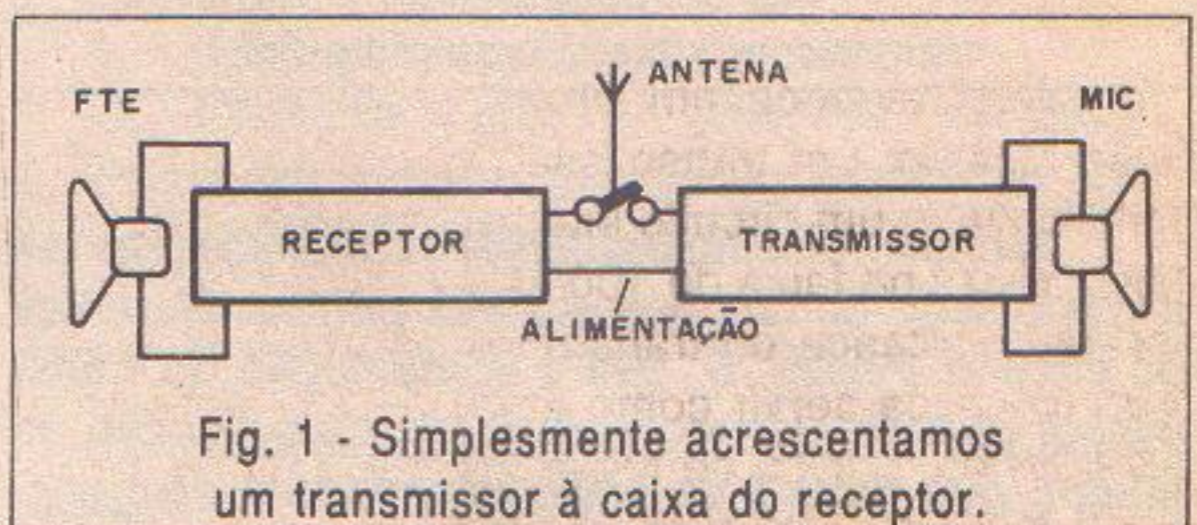 ANTENA
FTE
MIC
RECEPTOR
TRANSMISSOR
ALIMENTAÇÃO
Fig. 1 - Simplesmente acrescentamos
um transmissor à caixa do receptor.